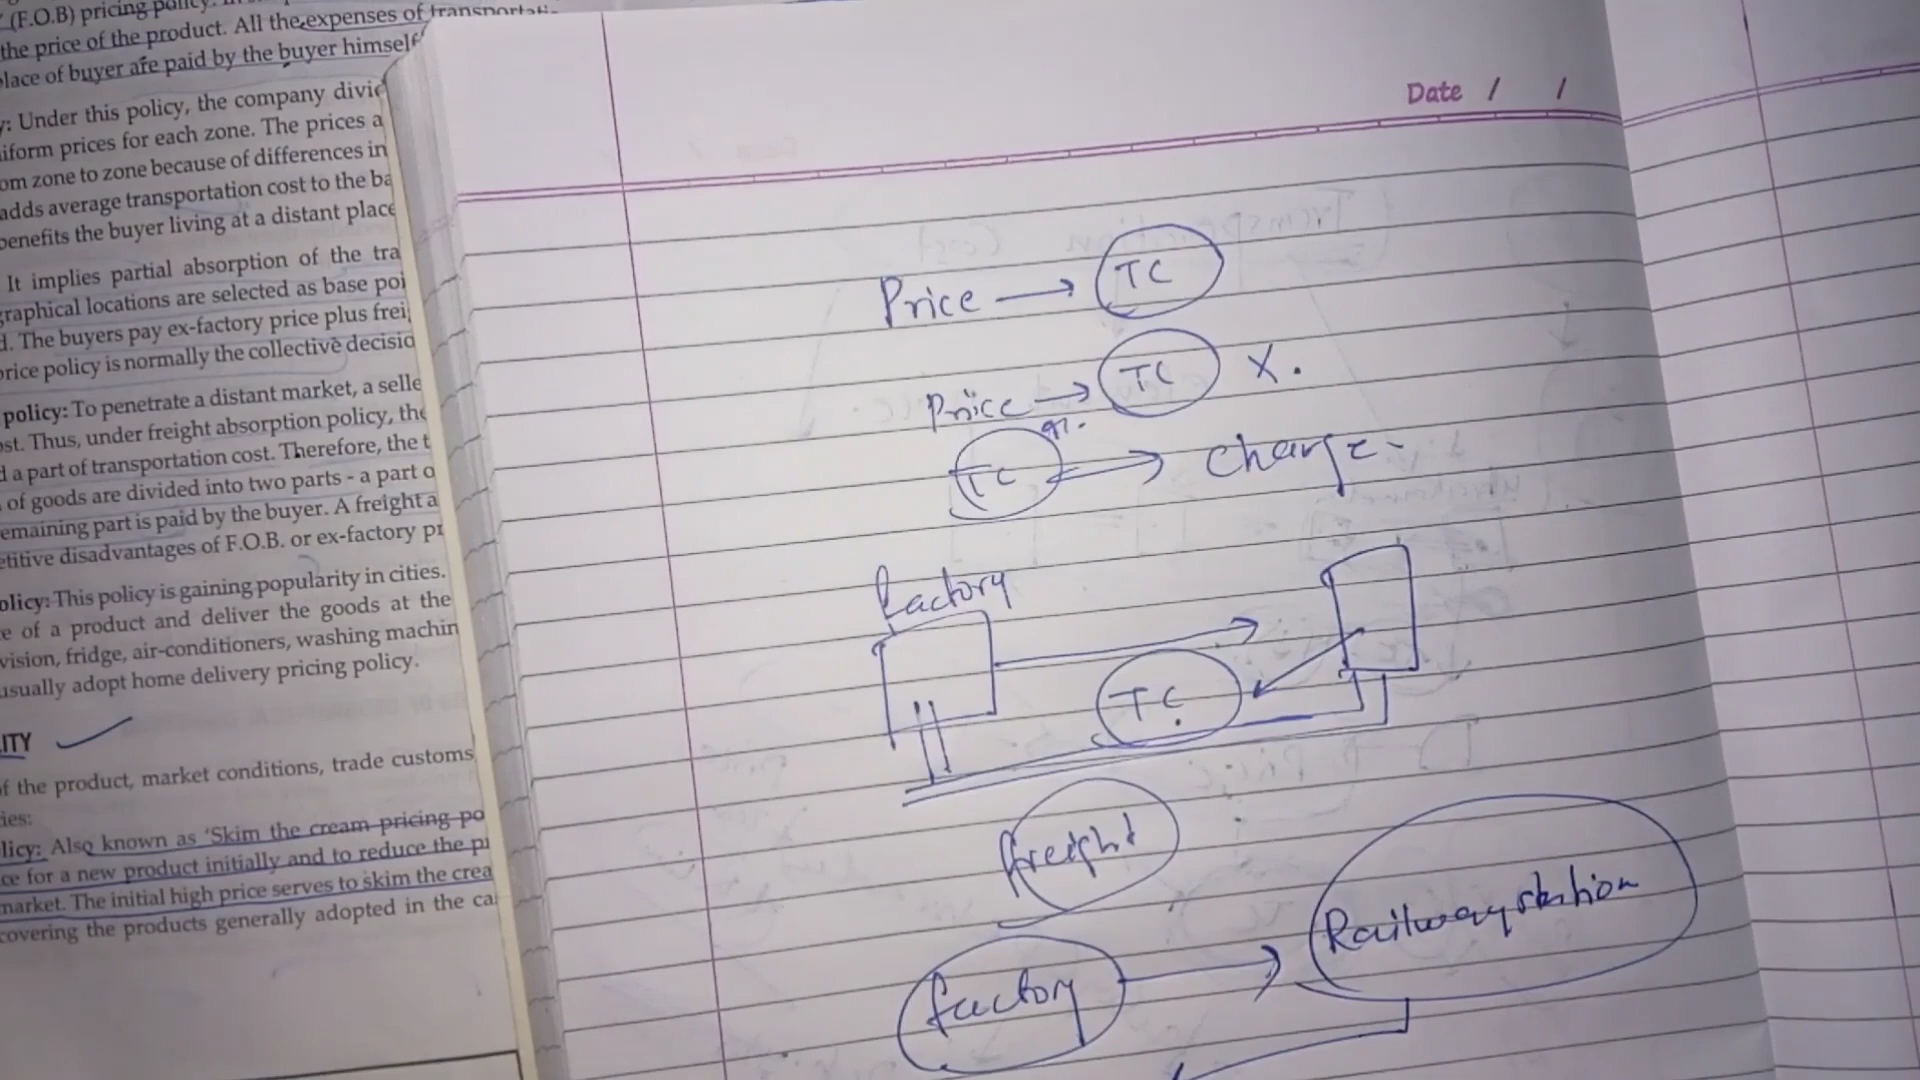 (F.O.B) pricing policy.
the price of the product. All the expenses of transportati
lace of buyer are paid by the buyer himself
y: Under this policy, the company divid
iform prices for each zone. The prices a
om zone to zone because of differences in
adds average transportation cost to the ba
benefits the buyer living at a distant place
It implies partial absorption of the tra
graphical locations are selected as base poi
d. The buyers pay ex-factory price plus frei
price policy is normally the collective decisio
policy: To penetrate a distant market, a selle
ost. Thus, under freight absorption policy, the
d a part of transportation cost. Therefore, the t
of goods are divided into two parts - a part o
emaining part is paid by the buyer. A freight a
etitive disadvantages of F.O.B. or ex-factory pr
olicy: This policy is gaining popularity in cities.
e of a product and deliver the goods at the
vision, fridge, air-conditioners, washing machin
usually adopt home delivery pricing policy.
ITY
of the product, market conditions, trade customs
ies:
licy: Also known as 'Skim the cream pricing po
ce for a new product initially and to reduce the pr
market. The initial high price serves to skim the crea
covering the products generally adopted in the ca
Date / /
Price → TC
Price → TC X.
TC → charge
factory
TC
freight
factory → Railway station